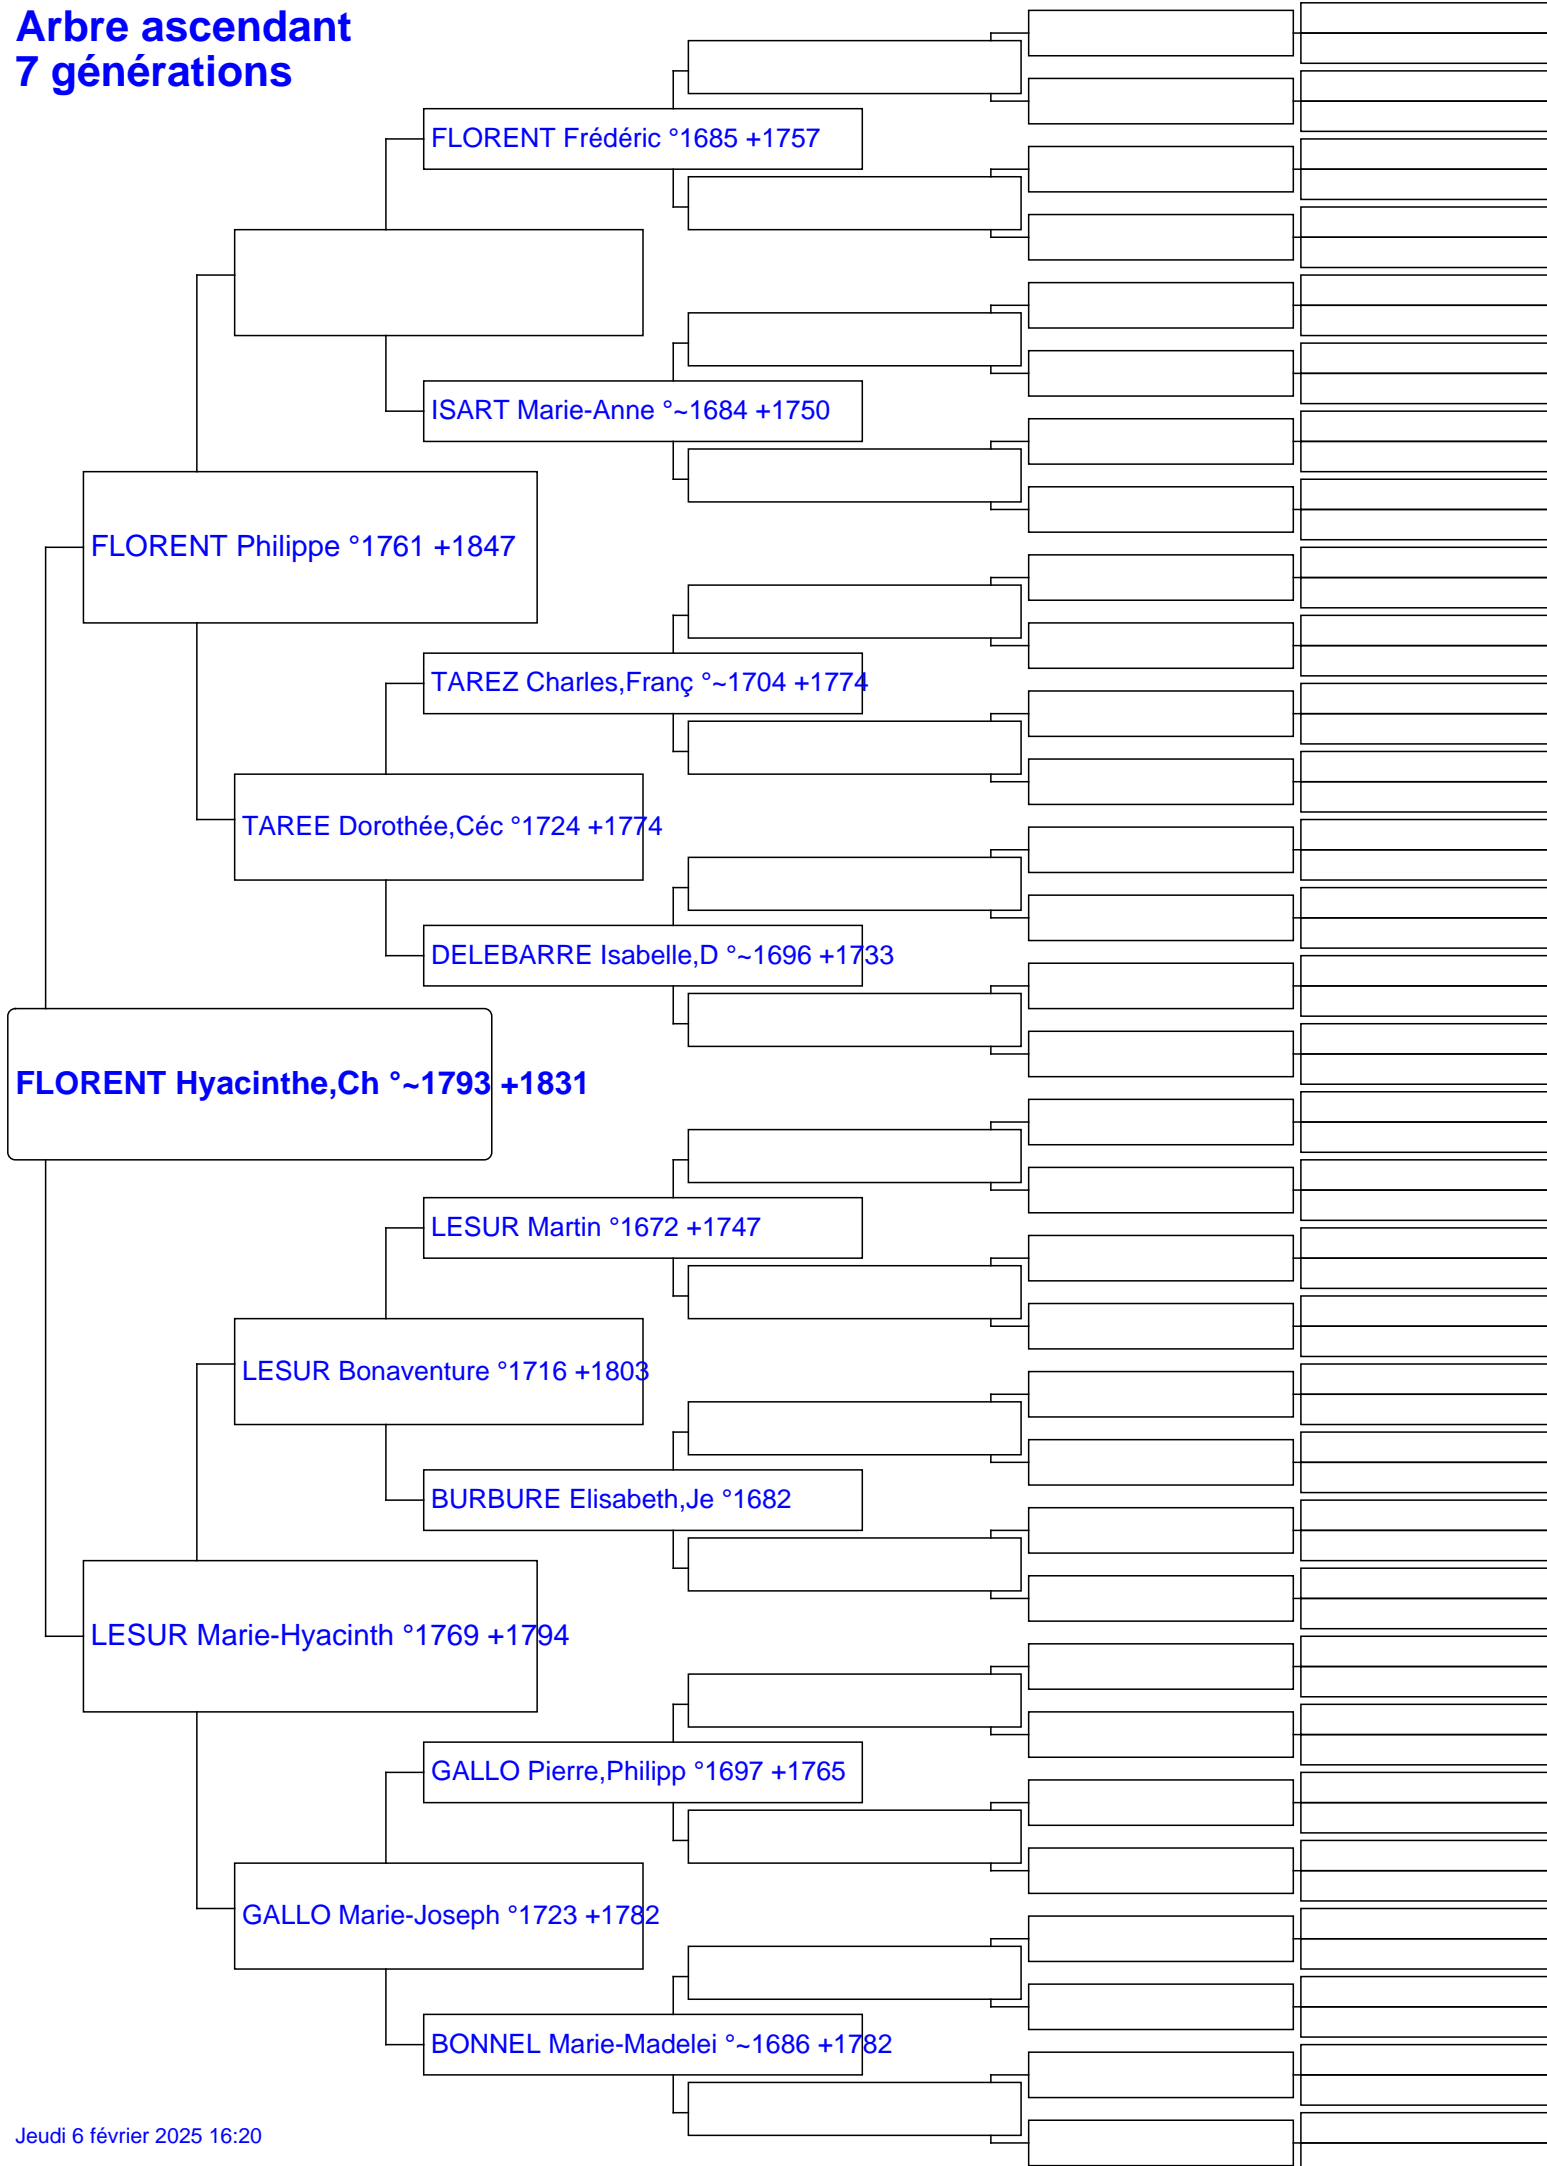 Arbre ascendant
7 générations
FLORENT Frédéric °1685 +1757
ISART Marie-Anne °~1684 +1750
FLORENT Philippe °1761 +1847
TAREZ Charles,Franç °~1704 +1774
TAREE Dorothée,Céc °1724 +1774
DELEBARRE Isabelle,D °~1696 +1733
FLORENT Hyacinthe,Ch °~1793 +1831
LESUR Martin °1672 +1747
LESUR Bonaventure °1716 +1803
BURBURE Elisabeth,Je °1682
LESUR Marie-Hyacinth °1769 +1794
GALLO Pierre,Philipp °1697 +1765
GALLO Marie-Joseph °1723 +1782
BONNEL Marie-Madelei °~1686 +1782
Jeudi 6 février 2025 16:20